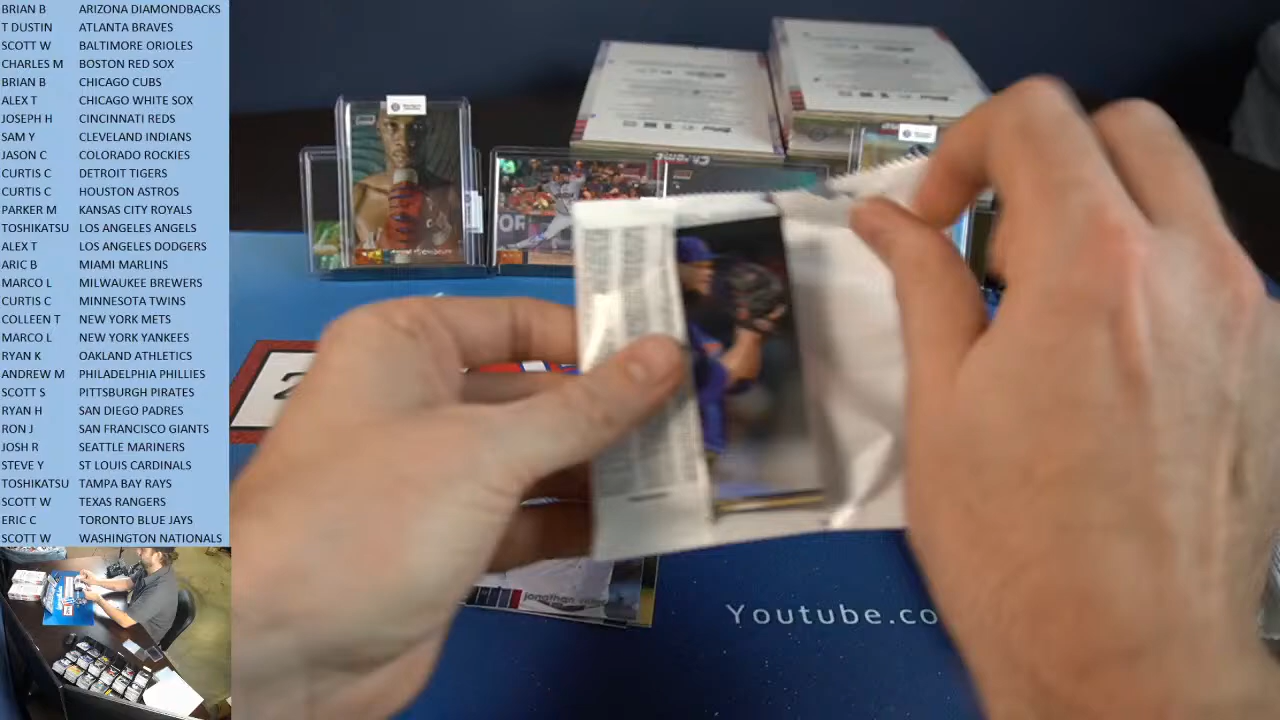 BRIAN B ARIZONA DIAMONDBACKS
T DUSTIN ATLANTA BRAVES
SCOTT W BALTIMORE ORIOLES
CHARLES M BOSTON RED SOX
BRIAN B CHICAGO CUBS
ALEX T CHICAGO WHITE SOX
JOSEPH H CINCINNATI REDS
SAM Y CLEVELAND INDIANS
JASON C COLORADO ROCKIES
CURTIS C DETROIT TIGERS
CURTIS C HOUSTON ASTROS
PARKER M KANSAS CITY ROYALS
TOSHIKATSU LOS ANGELES ANGELS
ALEX T LOS ANGELES DODGERS
ARIC B MIAMI MARLINS
MARCO L MILWAUKEE BREWERS
CURTIS C MINNESOTA TWINS
COLLEEN T NEW YORK METS
MARCO L NEW YORK YANKEES
RYAN K OAKLAND ATHLETICS
ANDREW M PHILADELPHIA PHILLIES
SCOTT S PITTSBURGH PIRATES
RYAN H SAN DIEGO PADRES
RON J SAN FRANCISCO GIANTS
JOSH R SEATTLE MARINERS
STEVE Y ST LOUIS CARDINALS
TOSHIKATSU TAMPA BAY RAYS
SCOTT W TEXAS RANGERS
ERIC C TORONTO BLUE JAYS
SCOTT W WASHINGTON NATIONALS
Chrome
OR
2
jonathan
Youtube.co